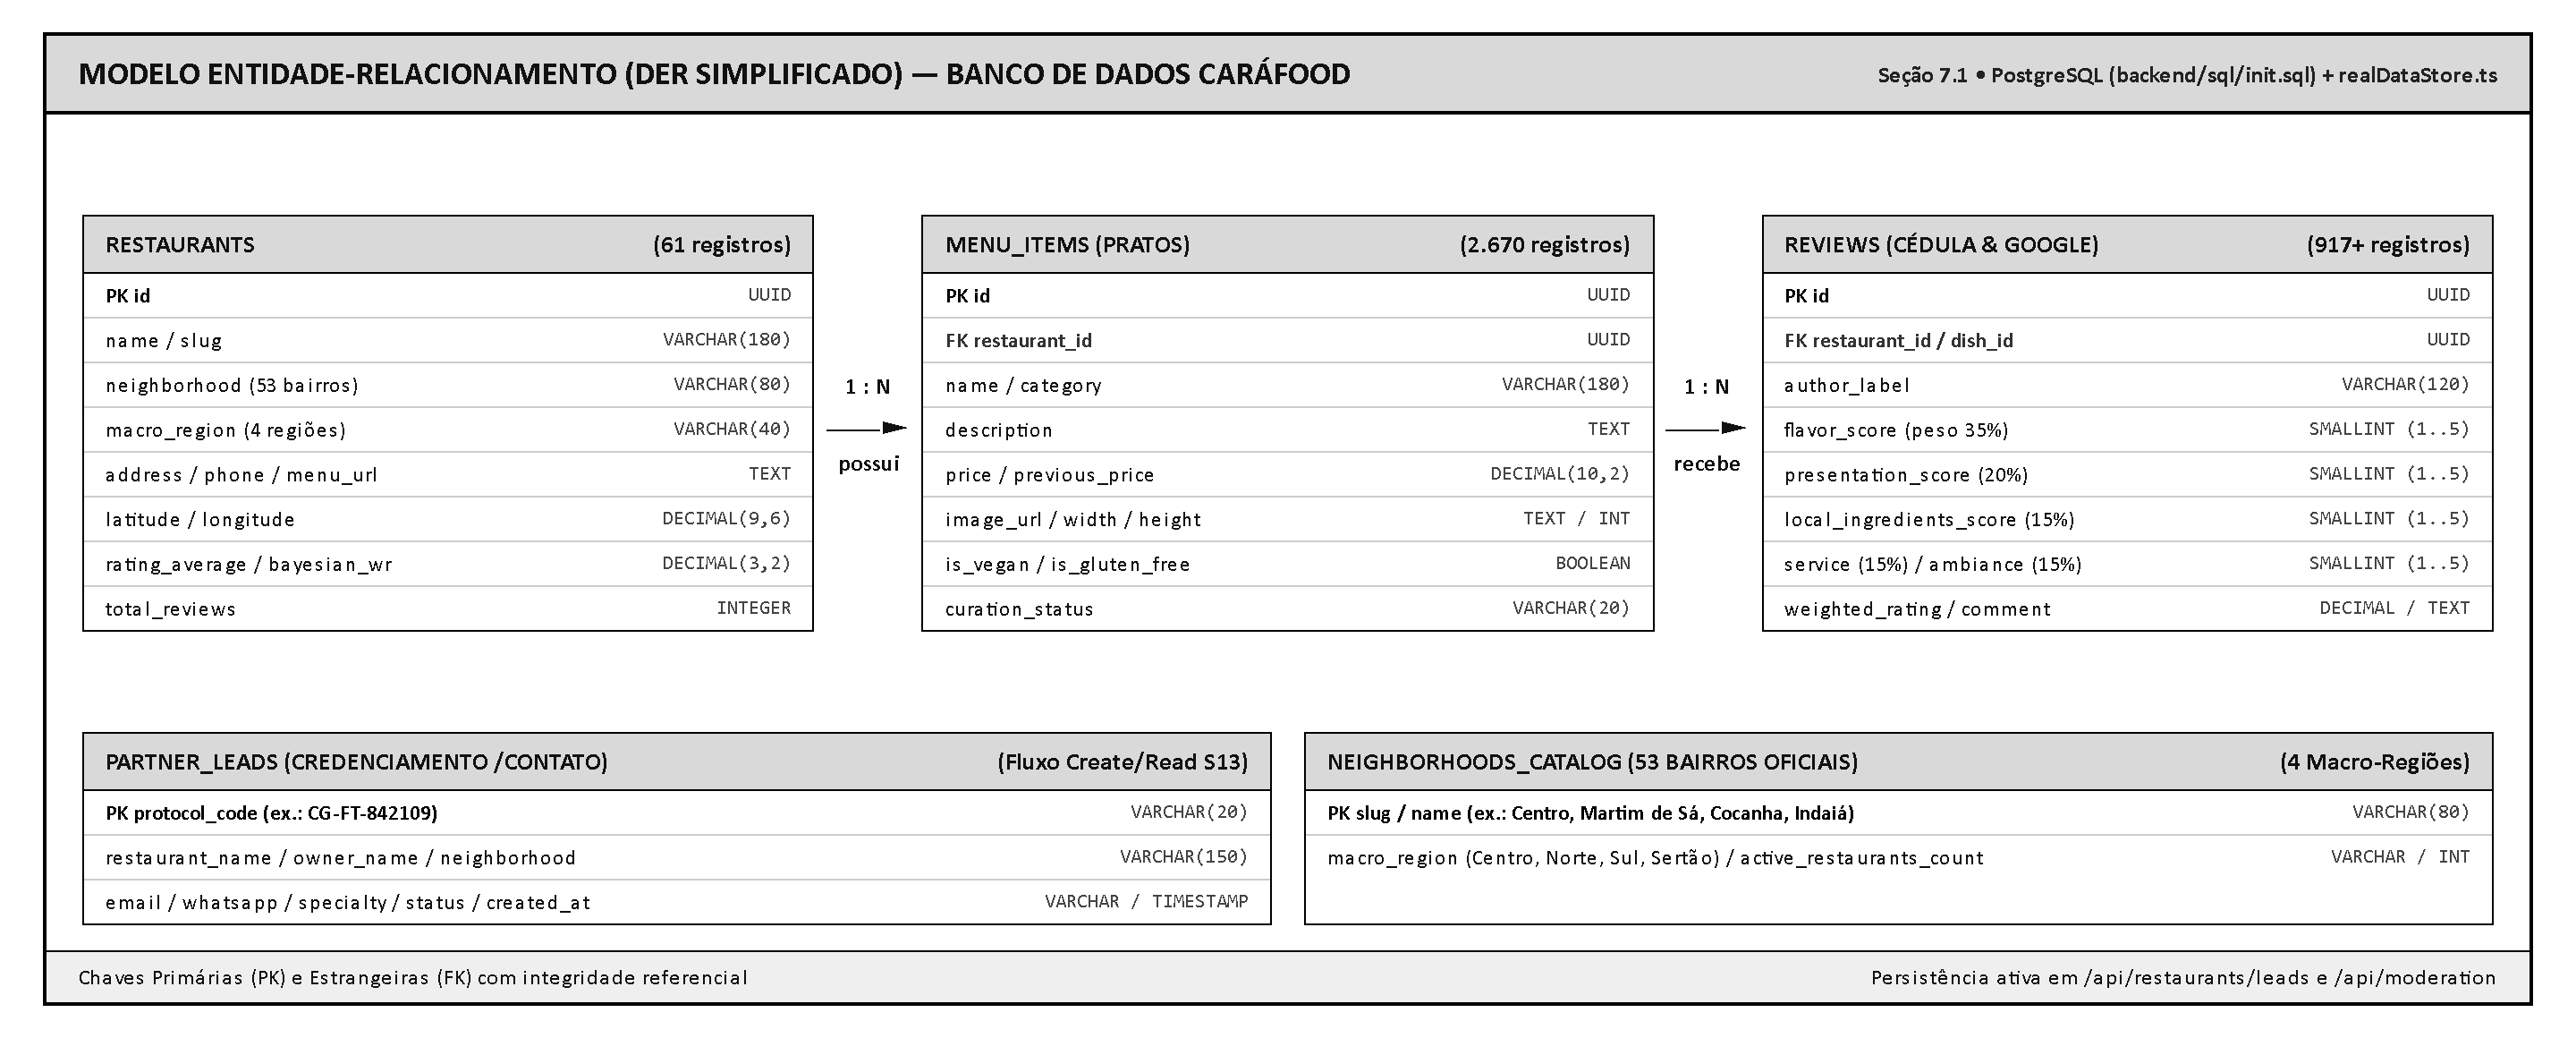 MODELO ENTIDADE-RELACIONAMENTO (DER SIMPLIFICADO) — BANCO DE DADOS CARÁFOOD
Seção 7.1 • PostgreSQL (backend/sql/init.sql) + realDataStore.ts
RESTAURANTS (61 registros)
PK id UUID
name / slug VARCHAR(180)
neighborhood (53 bairros) VARCHAR(80)
macro_region (4 regiões) VARCHAR(40)
address / phone / menu_url TEXT
latitude / longitude DECIMAL(9,6)
rating_average / bayesian_wr DECIMAL(3,2)
total_reviews INTEGER
1 : N
possui
MENU_ITEMS (PRATOS) (2.670 registros)
PK id UUID
FK restaurant_id UUID
name / category VARCHAR(180)
description TEXT
price / previous_price DECIMAL(10,2)
image_url / width / height TEXT / INT
is_vegan / is_gluten_free BOOLEAN
curation_status VARCHAR(20)
1 : N
recebe
REVIEWS (CÉDULA & GOOGLE) (917+ registros)
PK id UUID
FK restaurant_id / dish_id UUID
author_label VARCHAR(120)
flavor_score (peso 35%) SMALLINT (1..5)
presentation_score (20%) SMALLINT (1..5)
local_ingredients_score (15%) SMALLINT (1..5)
service (15%) / ambiance (15%) SMALLINT (1..5)
weighted_rating / comment DECIMAL / TEXT
PARTNER_LEADS (CREDENCIAMENTO /CONTATO) (Fluxo Create/Read S13)
PK protocol_code (ex.: CG-FT-842109) VARCHAR(20)
restaurant_name / owner_name / neighborhood VARCHAR(150)
email / whatsapp / specialty / status / created_at VARCHAR / TIMESTAMP
NEIGHBORHOODS_CATALOG (53 BAIRROS OFICIAIS) (4 Macro-Regiões)
PK slug / name (ex.: Centro, Martim de Sá, Cocanha, Indaiá) VARCHAR(80)
macro_region (Centro, Norte, Sul, Sertão) / active_restaurants_count VARCHAR / INT
Chaves Primárias (PK) e Estrangeiras (FK) com integridade referencial
Persistência ativa em /api/restaurants/leads e /api/moderation